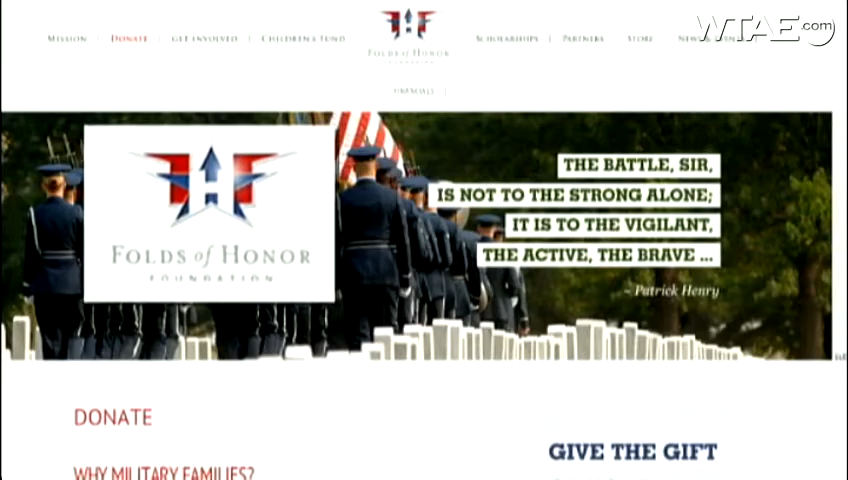 WTAE.com
MISSION | DONATE | GET INVOLVED | CHILDREN'S FUND
FOLDS of HONOR
FOUNDATION
SCHOLARSHIPS | PARTNERS STORE
FINANCIALS |
FOLDS of HONOR
FOUNDATION
THE BATTLE, SIR,
IS NOT TO THE STRONG ALONE;
IT IS TO THE VIGILANT,
THE ACTIVE, THE BRAVE ...
~ Patrick Henry
DONATE
GIVE THE GIFT
WHY MILITARY FAMILIES?